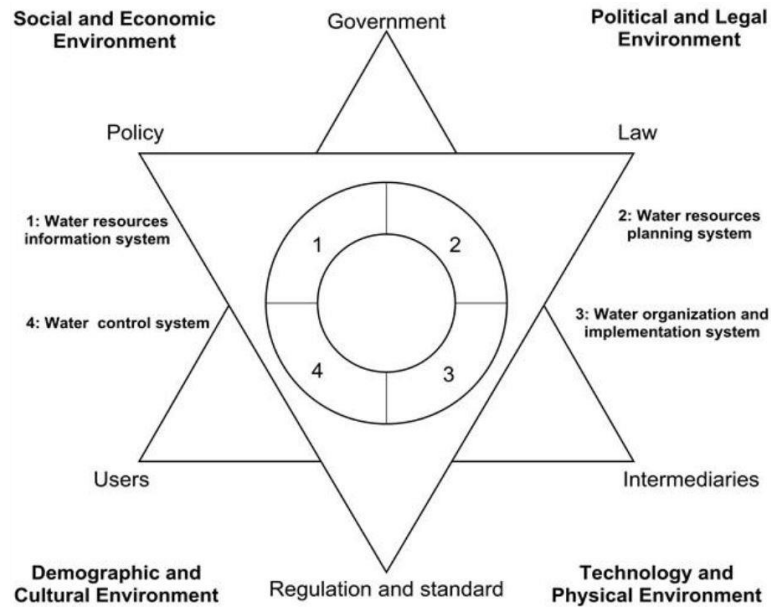 Social and Economic
Environment
Government
Political and Legal
Environment
Policy
Law
1: Water resources
information system
2: Water resources
planning system
1
2
4: Water  control system
3: Water organization and
implementation system
4
3
Users
Intermediaries
Demographic and
Cultural Environment
Regulation and standard
Technology and
Physical Environment